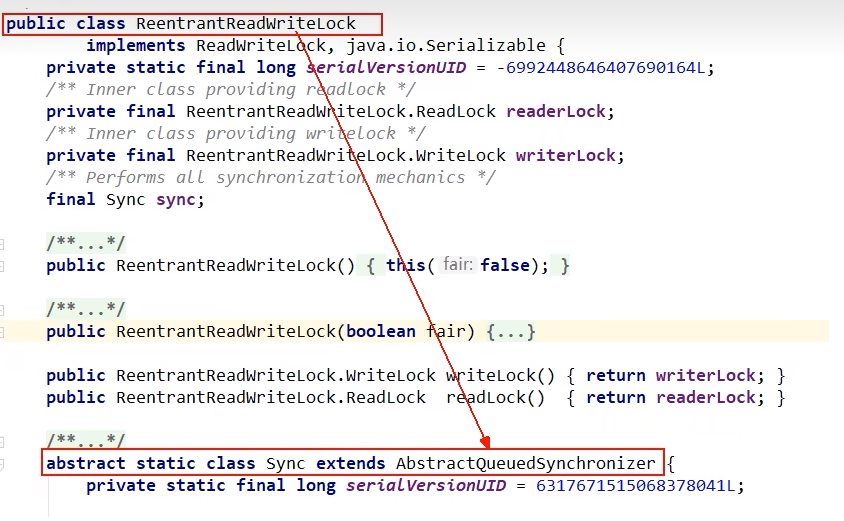 public class ReentrantReadWriteLock
        implements ReadWriteLock, java.io.Serializable {
    private static final long serialVersionUID = -6992448646407690164L;
    /** Inner class providing readlock */
    private final ReentrantReadWriteLock.ReadLock readerLock;
    /** Inner class providing writelock */
    private final ReentrantReadWriteLock.WriteLock writerLock;
    /** Performs all synchronization mechanics */
    final Sync sync;
    /**...*/
    public ReentrantReadWriteLock() { this( fair: false); }
    /**...*/
    public ReentrantReadWriteLock(boolean fair) {...}
    public ReentrantReadWriteLock.WriteLock writeLock() { return writerLock; }
    public ReentrantReadWriteLock.ReadLock  readLock()  { return readerLock; }
    /**...*/
    abstract static class Sync extends AbstractQueuedSynchronizer {
        private static final long serialVersionUID = 6317671515068378041L;